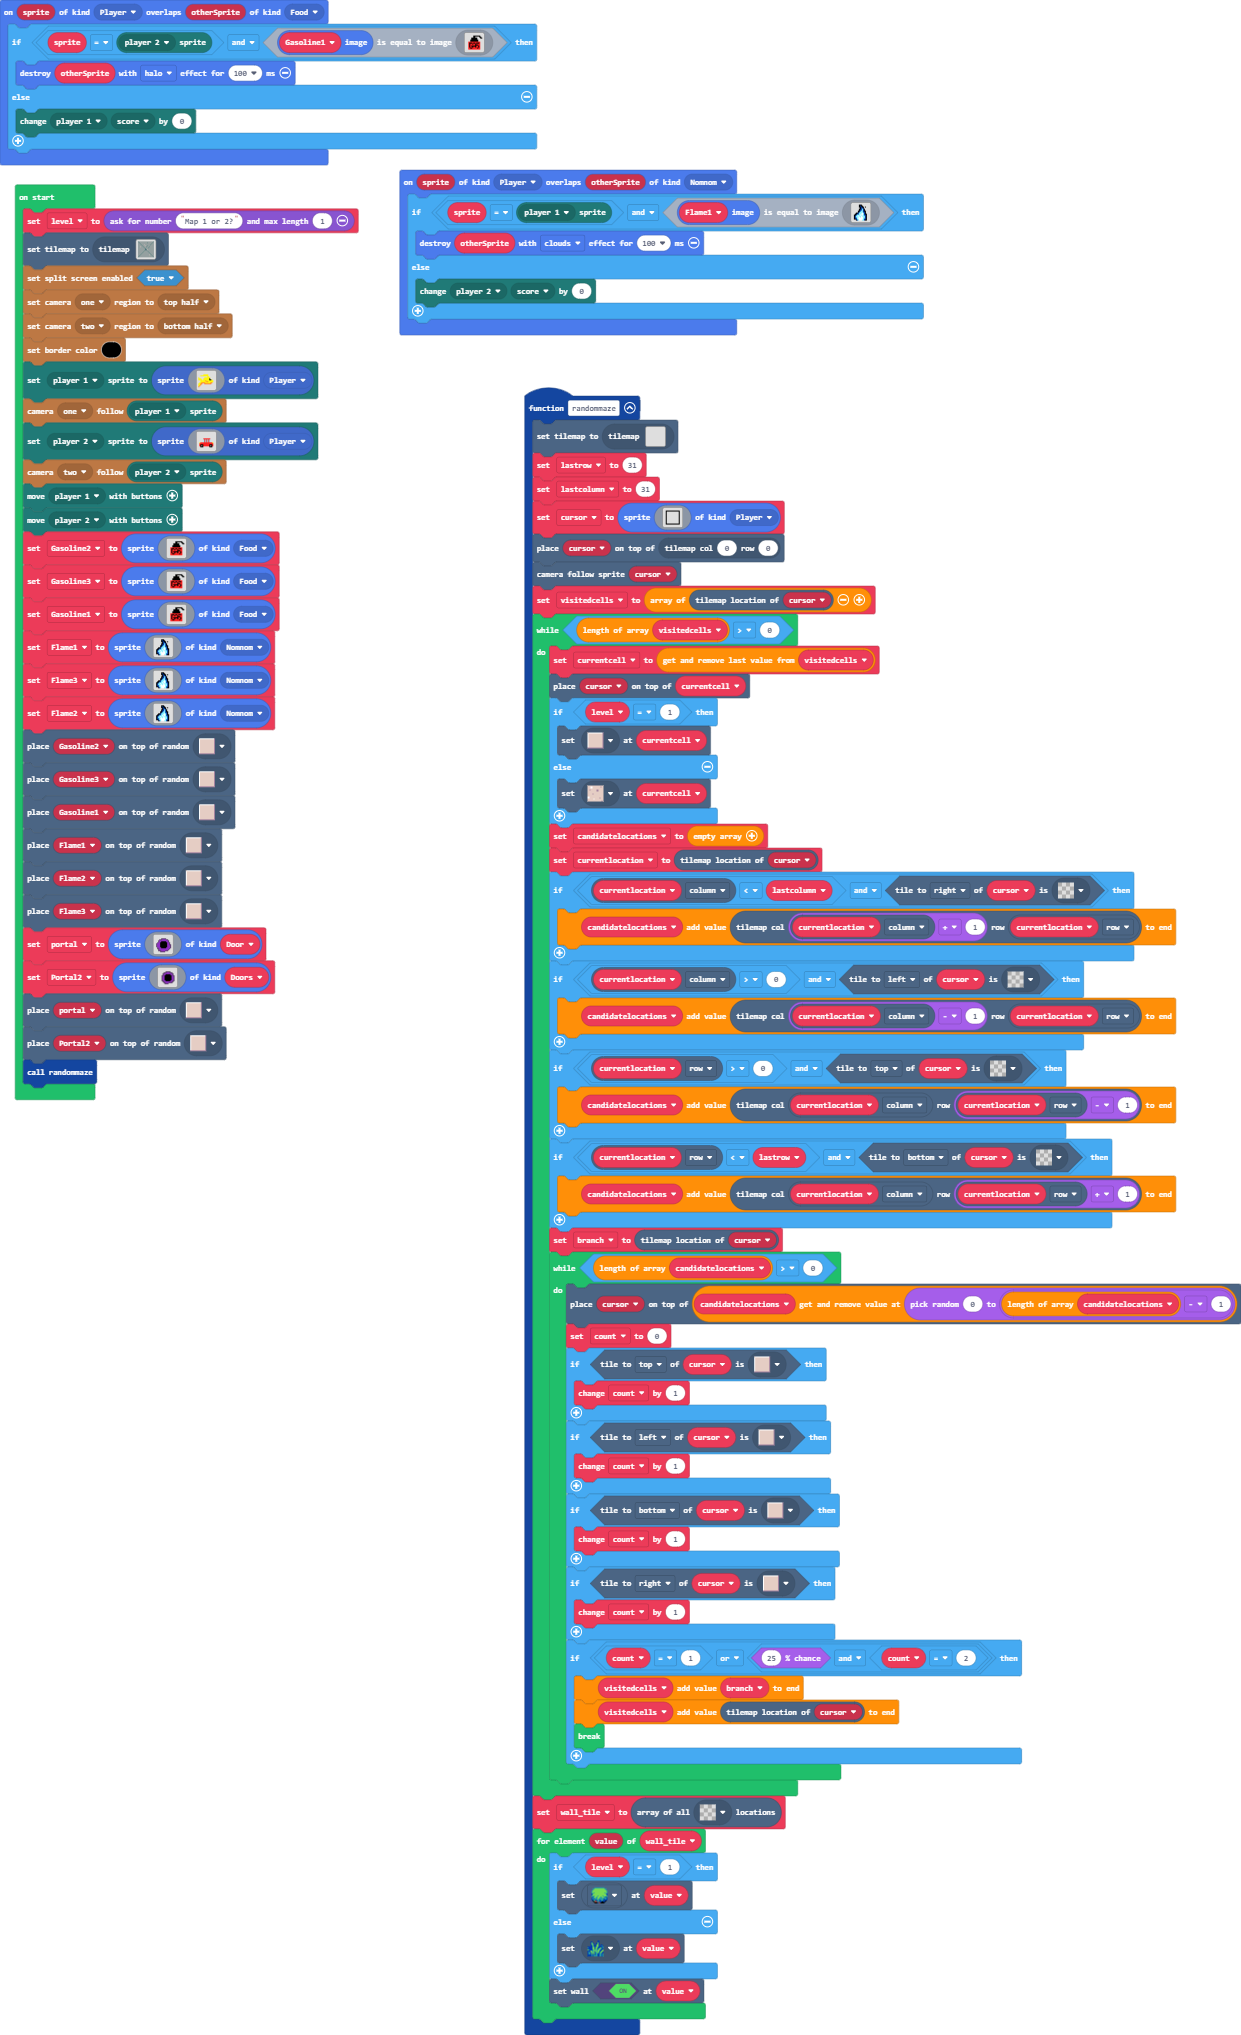 on sprite of kind Player overlaps otherSprite of kind Food
if sprite = player 2 sprite and Gasoline1 image is equal to image then
destroy otherSprite with halo effect for 100 ms
else
change player 1 score by 0
on start
set level to ask for number "Map 1 or 2?" and max length 1
set tilemap to tilemap
set split screen enabled true
set camera one region to top half
set camera two region to bottom half
set border color
set player 1 sprite to sprite of kind Player
camera one follow player 1 sprite
set player 2 sprite to sprite of kind Player
camera two follow player 2 sprite
move player 1 with buttons
move player 2 with buttons
set Gasoline2 to sprite of kind Food
set Gasoline3 to sprite of kind Food
set Gasoline1 to sprite of kind Food
set Flame1 to sprite of kind Nomnom
set Flame3 to sprite of kind Nomnom
set Flame2 to sprite of kind Nomnom
place Gasoline2 on top of random
place Gasoline3 on top of random
place Gasoline1 on top of random
place Flame1 on top of random
place Flame2 on top of random
place Flame3 on top of random
set portal to sprite of kind Door
set Portal2 to sprite of kind Doors
place portal on top of random
place Portal2 on top of random
call randommaze
on sprite of kind Player overlaps otherSprite of kind Nomnom
if sprite = player 1 sprite and Flame1 image is equal to image then
destroy otherSprite with clouds effect for 100 ms
else
change player 2 score by 0
function randommaze
set tilemap to tilemap
set lastrow to 31
set lastcolumn to 31
set cursor to sprite of kind Player
place cursor on top of tilemap col 0 row 0
camera follow sprite cursor
set visitedcells to array of tilemap location of cursor
while length of array visitedcells > 0
do
set currentcell to get and remove last value from visitedcells
place cursor on top of currentcell
if level = 1 then
set at currentcell
else
set at currentcell
set candidatelocations to empty array
set currentlocation to tilemap location of cursor
if currentlocation column < lastcolumn and tile to right of cursor is then
candidatelocations add value tilemap col currentlocation column + 1 row currentlocation row to end
if currentlocation column > 0 and tile to left of cursor is then
candidatelocations add value tilemap col currentlocation column - 1 row currentlocation row to end
if currentlocation row > 0 and tile to top of cursor is then
candidatelocations add value tilemap col currentlocation column row currentlocation row - 1 to end
if currentlocation row < lastrow and tile to bottom of cursor is then
candidatelocations add value tilemap col currentlocation column row currentlocation row + 1 to end
set branch to tilemap location of cursor
while length of array candidatelocations > 0
do
place cursor on top of candidatelocations get and remove value at pick random 0 to length of array candidatelocations - 1
set count to 0
if tile to top of cursor is then
change count by 1
if tile to left of cursor is then
change count by 1
if tile to bottom of cursor is then
change count by 1
if tile to right of cursor is then
change count by 1
if count = 1 or 25 % chance and count = 2 then
visitedcells add value branch to end
visitedcells add value tilemap location of cursor to end
break
set wall_tile to array of all locations
for element value of wall_tile
do
if level = 1 then
set at value
else
set at value
set wall ON at value